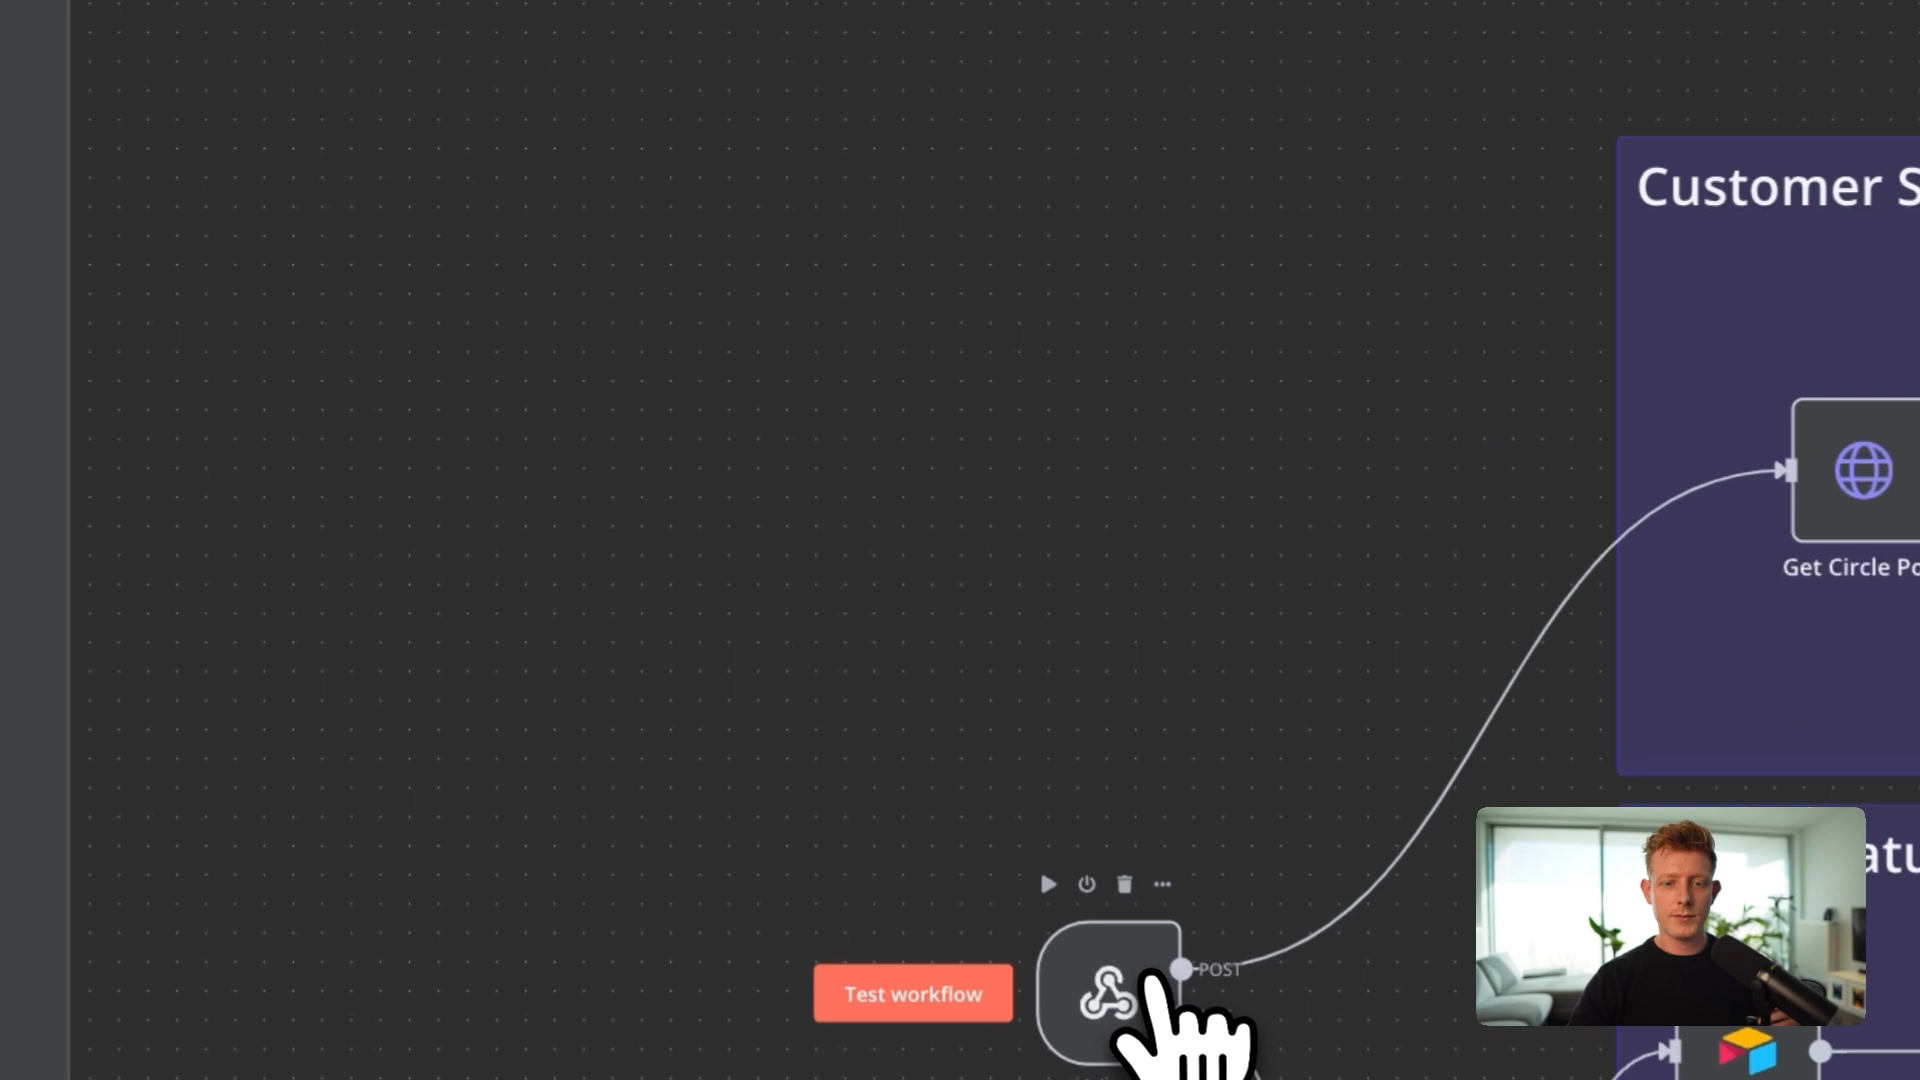 Customer S
Get Circle Po
atu
POST
Test workflow